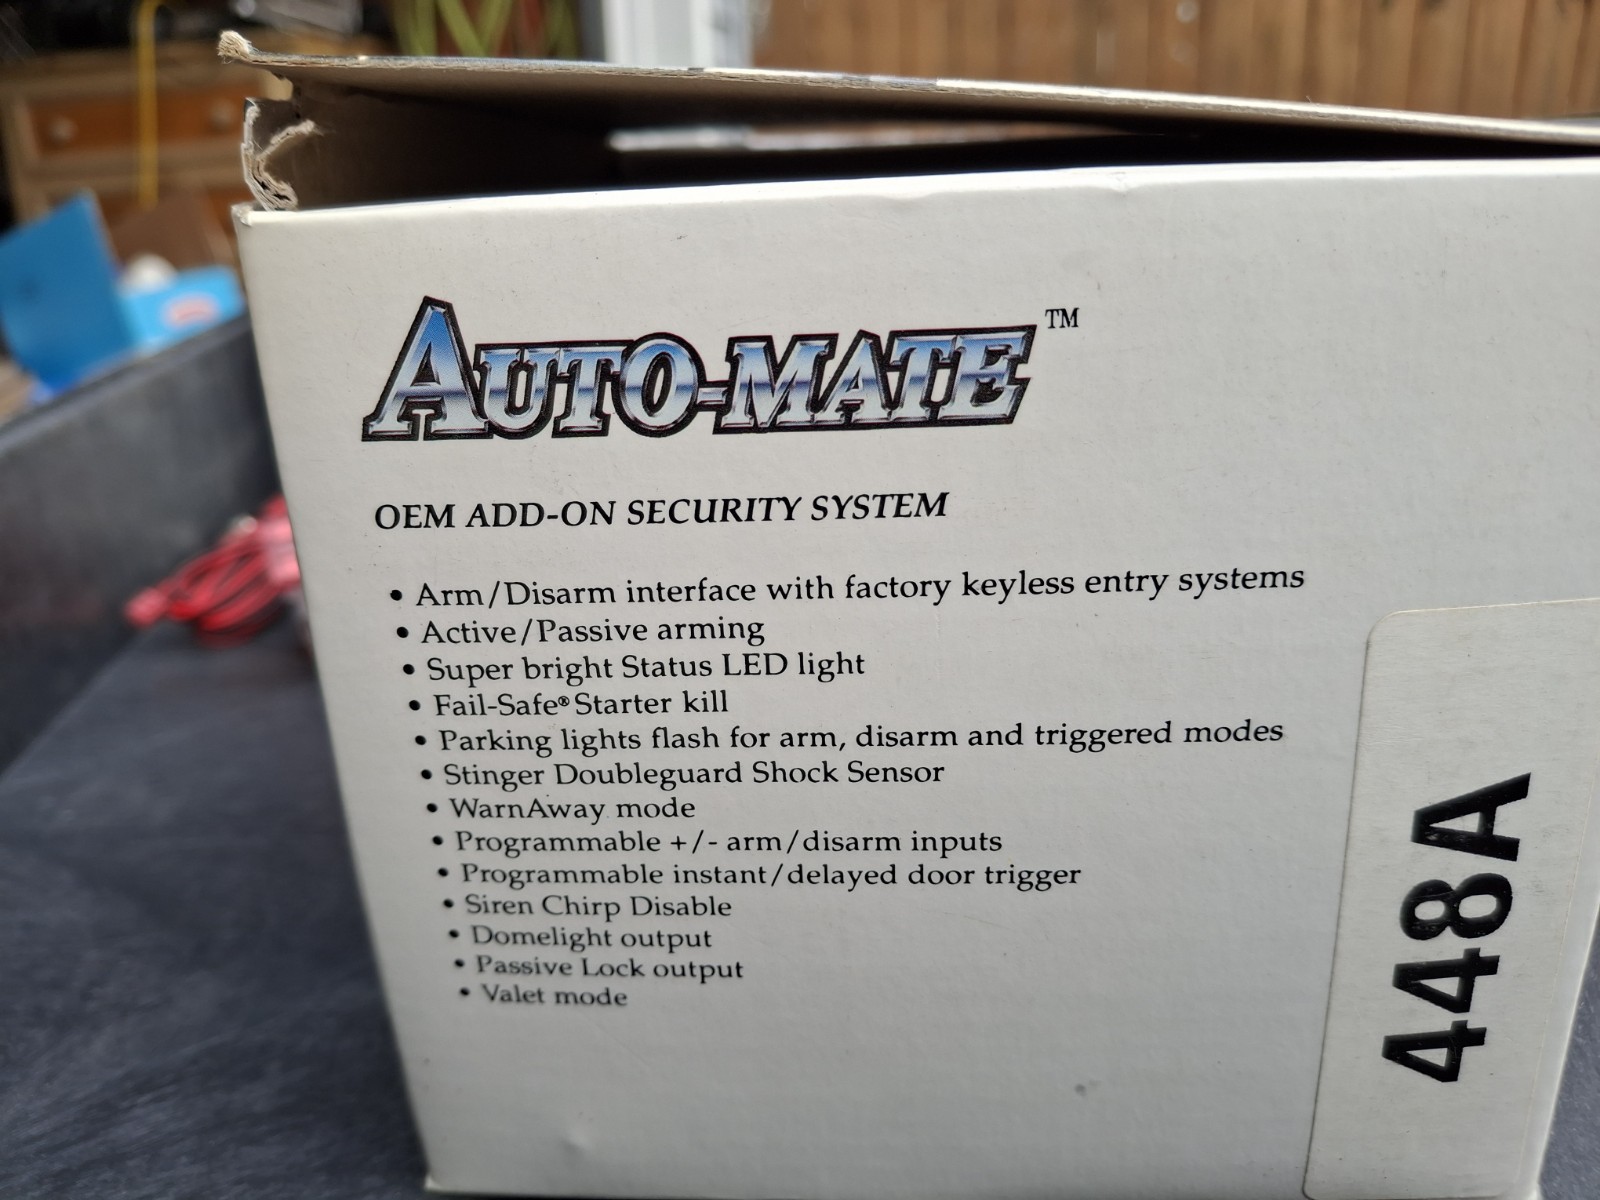 AUTO-MATE™
OEM ADD-ON SECURITY SYSTEM
• Arm/Disarm interface with factory keyless entry systems
• Active/Passive arming
• Super bright Status LED light
• Fail-Safe® Starter kill
• Parking lights flash for arm, disarm and triggered modes
• Stinger Doubleguard Shock Sensor
• WarnAway mode
• Programmable +/- arm/disarm inputs
• Programmable instant/delayed door trigger
• Siren Chirp Disable
• Domelight output
• Passive Lock output
• Valet mode
448A